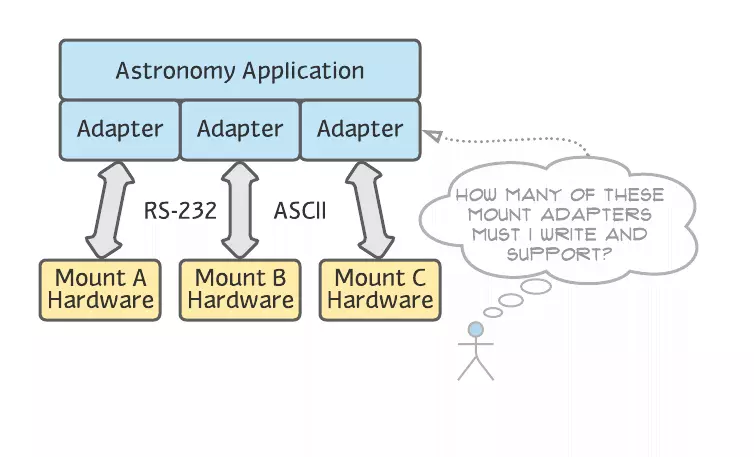 Astronomy Application
Adapter
Adapter
Adapter
RS-232
ASCII
HOW MANY OF THESE
MOUNT ADAPTERS
MUST I WRITE AND
SUPPORT?
Mount A
Hardware
Mount B
Hardware
Mount C
Hardware